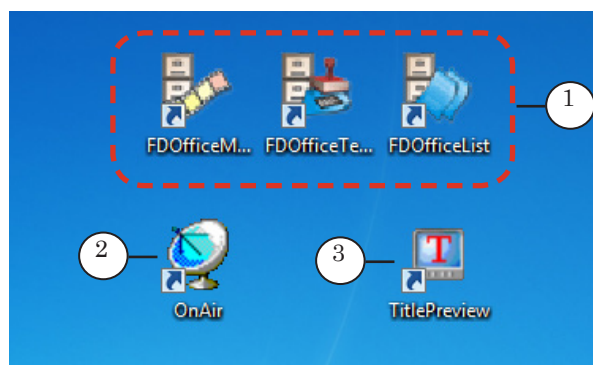 FDOfficeM... FDOfficeTe... FDOfficeList
1
2
3
OnAir TitlePreview
T